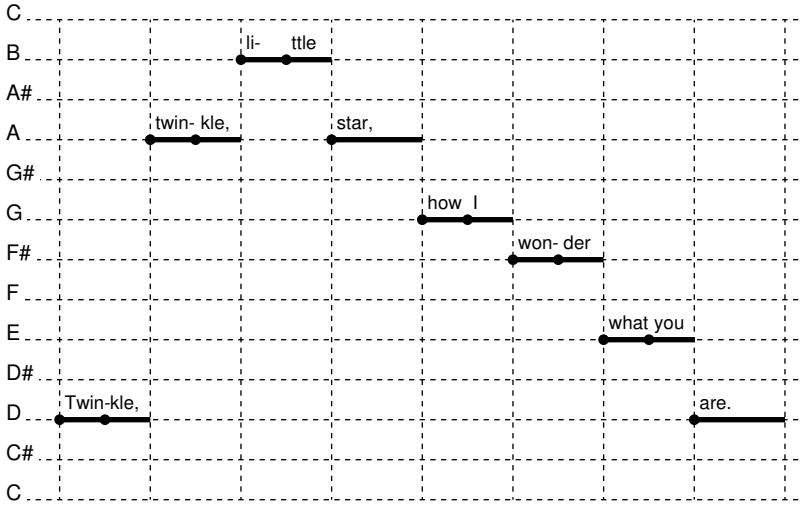 C
B li- ttle
A#
A twin- kle, star,
G#
G how I
F# won- der
F
E what you
D#
D Twin-kle, are.
C#
C